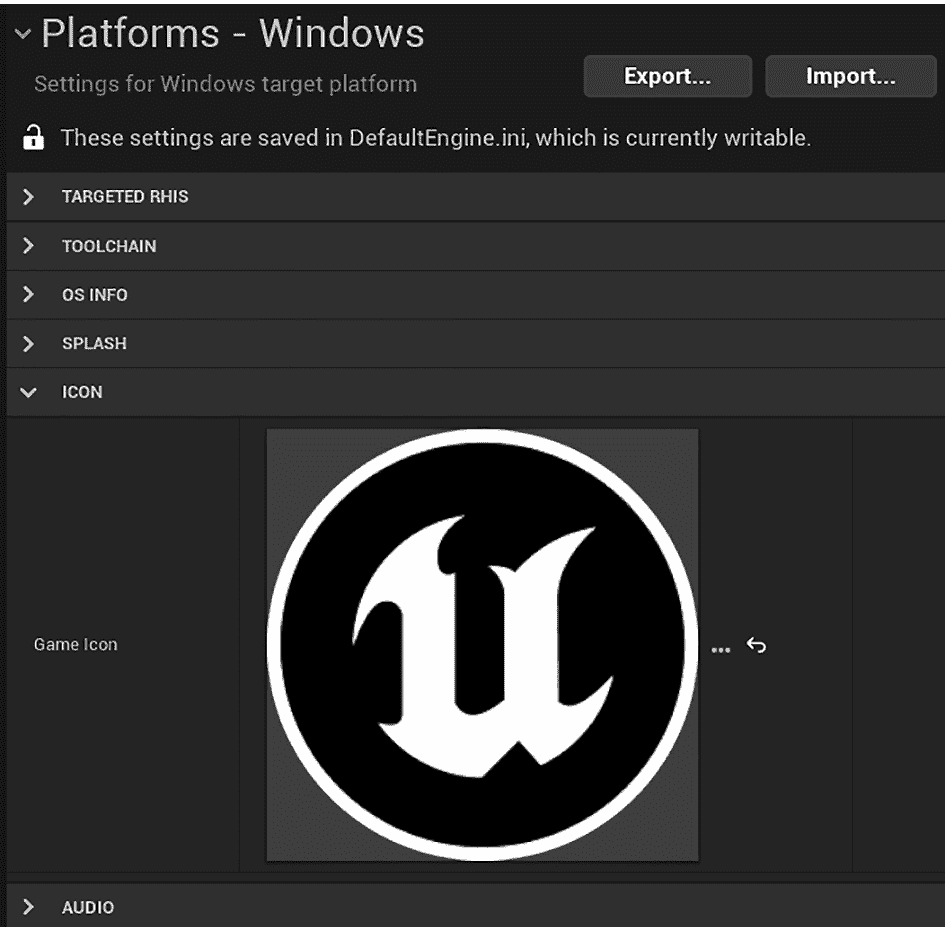 Platforms - Windows
Settings for Windows target platform
Export...
Import...
These settings are saved in DefaultEngine.ini, which is currently writable.
TARGETED RHIS
TOOLCHAIN
OS INFO
SPLASH
ICON
Game Icon
AUDIO